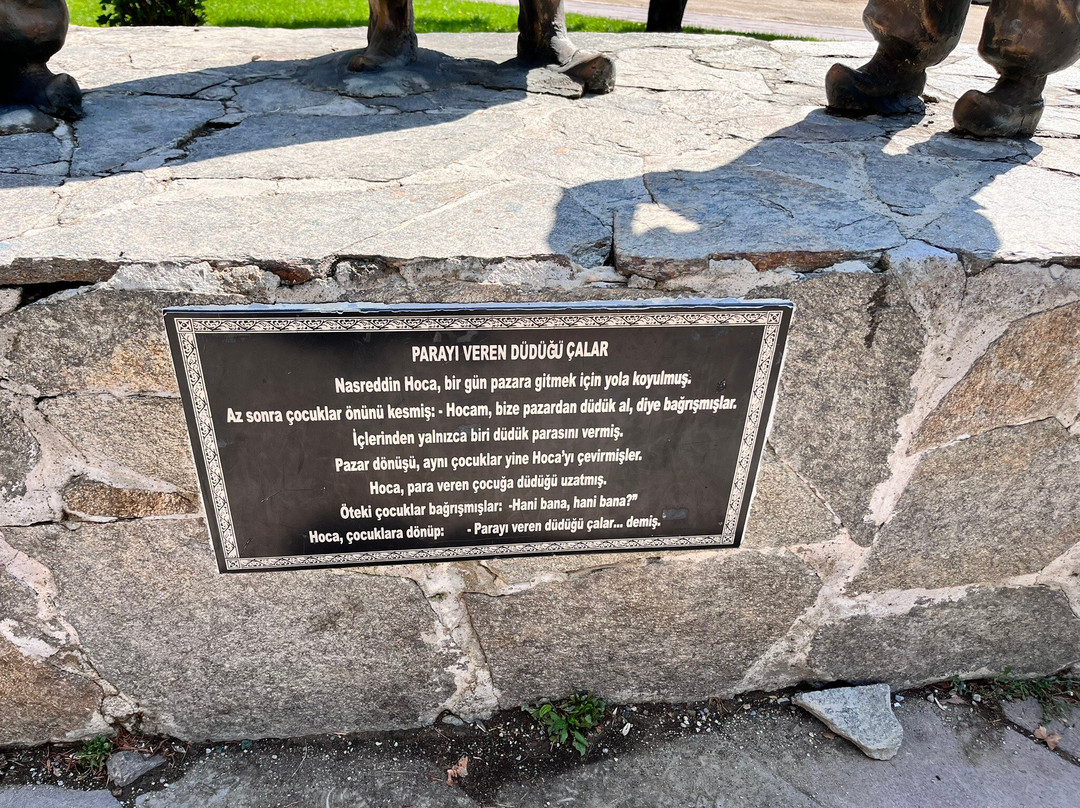 PARAYI VEREN DÜDÜĞÜ ÇALAR
Nasreddin Hoca, bir gün pazara gitmek için yola koyulmuş.
Az sonra çocuklar önünü kesmiş: - Hocam, bize pazardan düdük al, diye bağrışmışlar.
İçlerinden yalnızca biri düdük parasını vermiş.
Pazar dönüşü, aynı çocuklar yine Hoca'yı çevirmişler.
Hoca, para veren çocuğa düdüğü uzatmış.
Öteki çocuklar bağrışmışlar: -Hani bana, hani bana?"
Hoca, çocuklara dönüp: - Parayı veren düdüğü çalar... demiş.